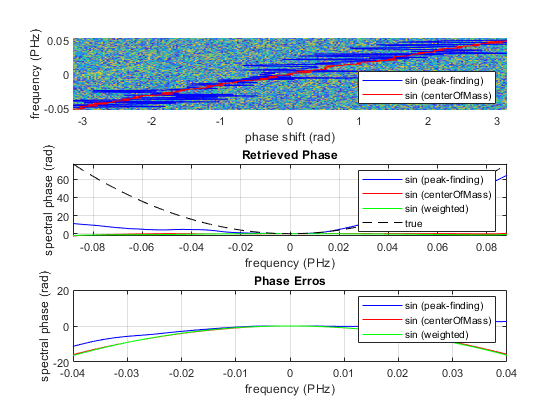 frequency (PHz)
0.05
0
-0.05
sin (peak-finding)
sin (centerOfMass)
-3 -2 -1 0 1 2 3
phase shift (rad)
Retrieved Phase
spectral phase (rad)
60
40
20
0
sin (peak-finding)
sin (centerOfMass)
sin (weighted)
true
-0.08 -0.06 -0.04 -0.02 0 0.02 0.04 0.06 0.08
frequency (PHz)
Phase Erros
spectral phase (rad)
20
0
-20
sin (peak-finding)
sin (centerOfMass)
sin (weighted)
-0.04 -0.03 -0.02 -0.01 0 0.01 0.02 0.03 0.04
frequency (PHz)